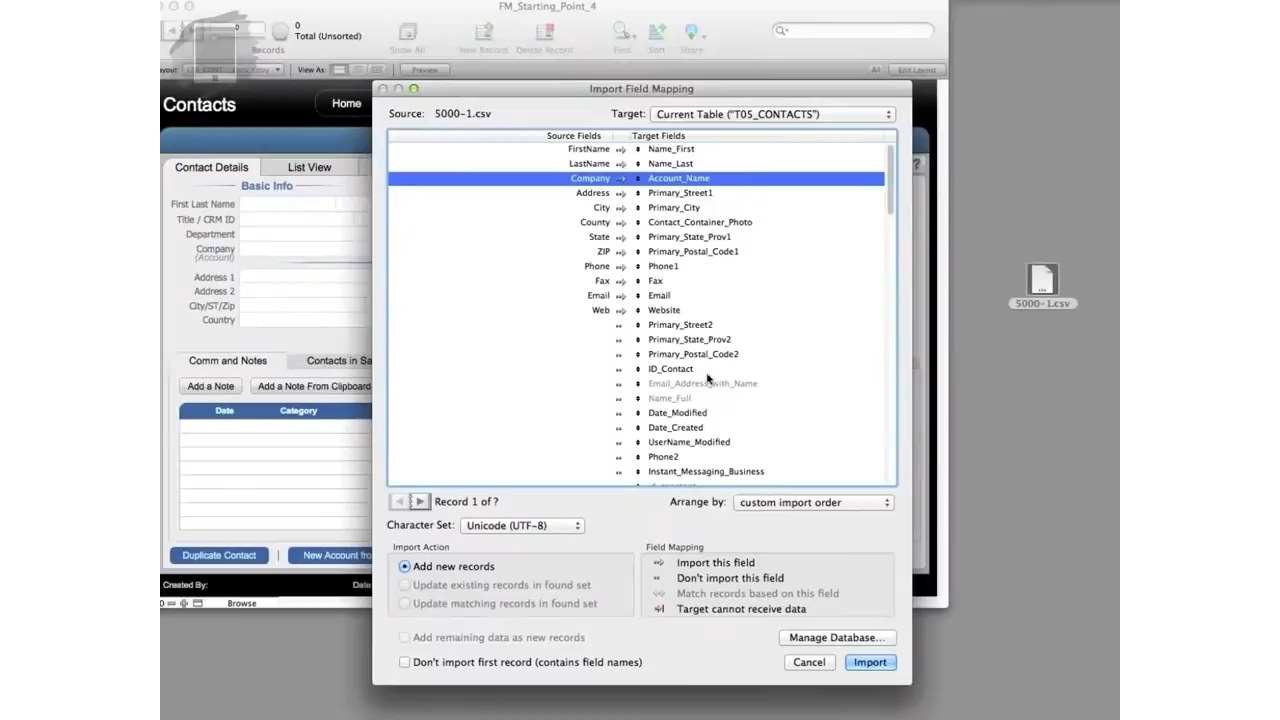 FM_Starting_Point_4
0
0
Total (Unsorted)
Records
Show All
New Record
Delete Record
Find
Sort
Share
View As:
Preview
Edit Layout
Contacts
Home
Contact Details
List View
Basic Info
First Last Name
Title / CRM ID
Department
Company
(Account)
Address 1
Address 2
City/ST/Zip
Country
Comm and Notes
Contacts in Sa
Add a Note
Add a Note From Clipboard
Date
Category
Duplicate Contact
New Account fro
Created By:
Date
Browse
Import Field Mapping
Source: 5000-1.csv
Target: Current Table ("T05_CONTACTS")
Source Fields Target Fields
FirstName Name_First
LastName Name_Last
Company Account_Name
Address Primary_Street1
City Primary_City
County Contact_Container_Photo
State Primary_State_Prov1
ZIP Primary_Postal_Code1
Phone Phone1
Fax Fax
Email Email
Web Website
Primary_Street2
Primary_State_Prov2
Primary_Postal_Code2
ID_Contact
Email_Address_with_Name
Name_Full
Date_Modified
Date_Created
UserName_Modified
Phone2
Instant_Messaging_Business
Record 1 of ?
Arrange by: custom import order
Character Set: Unicode (UTF-8)
Import Action
Add new records
Update existing records in found set
Update matching records in found set
Field Mapping
Import this field
Don't import this field
Match records based on this field
Target cannot receive data
Add remaining data as new records
Manage Database...
Don't import first record (contains field names)
Cancel
Import
5000-1.csv